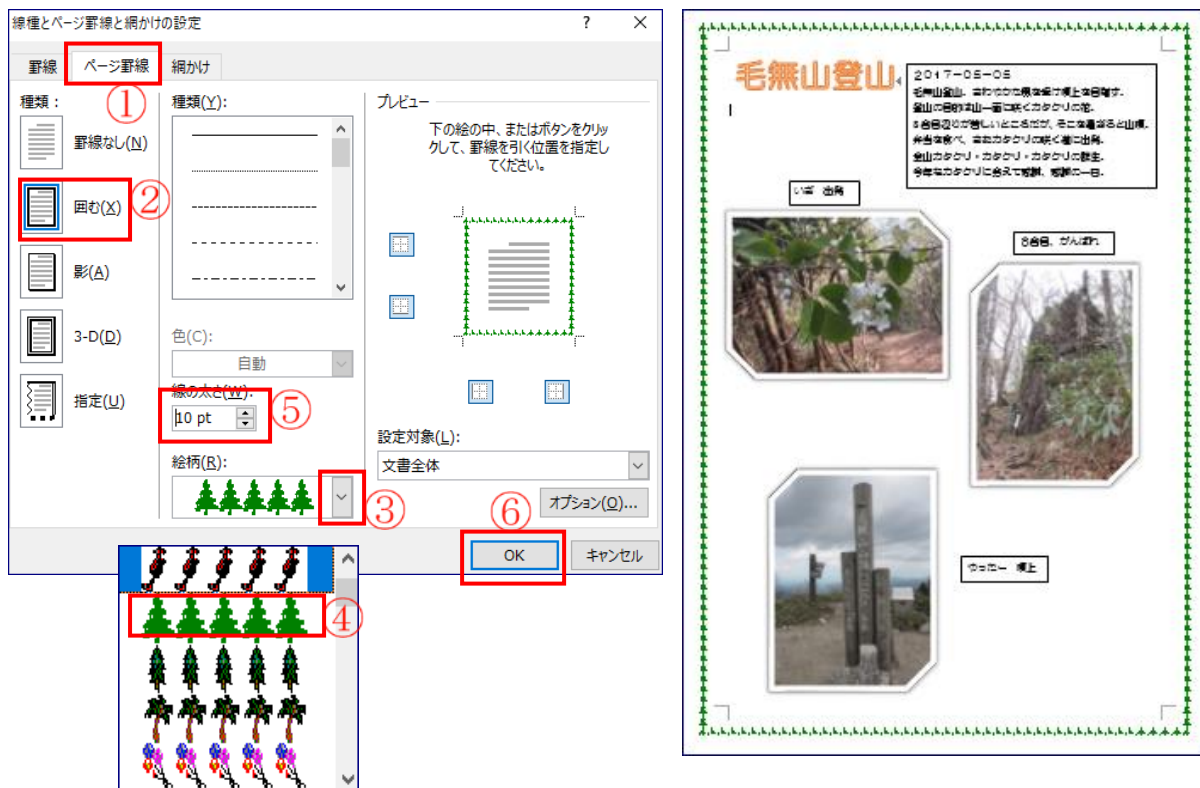 線種とページ罫線と網かけの設定
?
罫線 ページ罫線 網かけ
①
種類：
罫線なし(N)
②
囲む(X)
影(A)
3-D(D)
指定(U)
種類(Y):
色(C):
自動
線の太さ(W):
10 pt
⑤
絵柄(R):
③
④
プレビュー
下の絵の中、またはボタンをクリックして、罫線を引く位置を指定してください。
設定対象(L):
文書全体
オプション(O)...
⑥
OK キャンセル
毛無山登山
2017-05-05
毛無山登山、さわやかな風を受け頂上を目指す。
登山の目的は山一面に咲くカタクリの花。
8合目辺りが苦しいところだが、そこを過ぎると山頂。
弁当を食べ、またカタクリの咲く道に出発。
登山カタクリ・カタクリ・カタクリの群生。
今年もカタクリに会えて感謝、感謝の一日。
いざ 出発
8合目、がんばれ
やったー 頂上